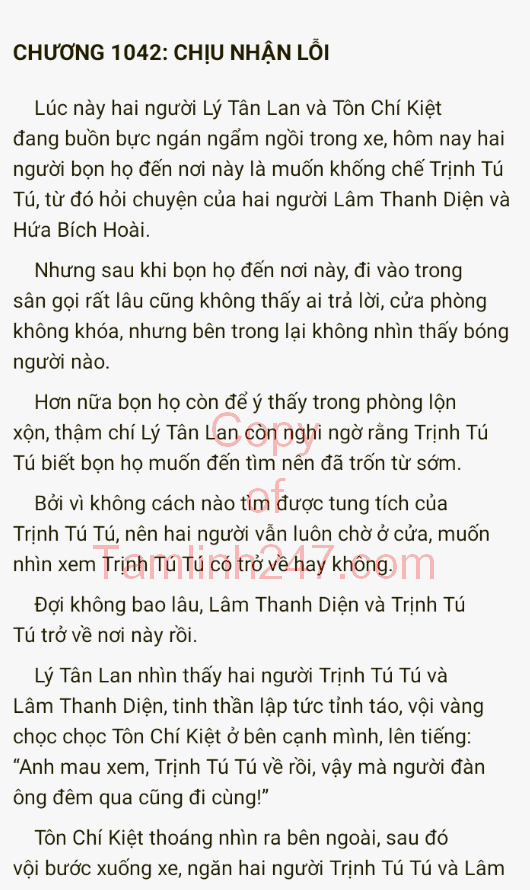 CHƯƠNG 1042: CHỊU NHẬN LỖI
Lúc này hai người Lý Tân Lan và Tôn Chí Kiệt
đang buồn bực ngán ngẩm ngồi trong xe, hôm nay hai
người bọn họ đến nơi này là muốn khống chế Trịnh Tú
Tú, từ đó hỏi chuyện của hai người Lâm Thanh Diện và
Hứa Bích Hoài.
Nhưng sau khi bọn họ đến nơi này, đi vào trong
sân gọi rất lâu cũng không thấy ai trả lời, cửa phòng
không khóa, nhưng bên trong lại không nhìn thấy bóng
người nào.
Hơn nữa bọn họ còn để ý thấy trong phòng lộn
xộn, thậm chí Lý Tân Lan còn nghi ngờ rằng Trịnh Tú
Tú biết bọn họ muốn đến tìm nên đã trốn từ sớm.
Bởi vì không cách nào tìm được tung tích của
Trịnh Tú Tú, nên hai người vẫn luôn chờ ở cửa, muốn
nhìn xem Trịnh Tú Tú có trở về hay không.
Đợi không bao lâu, Lâm Thanh Diện và Trịnh Tú
Tú trở về nơi này rồi.
Lý Tân Lan nhìn thấy hai người Trịnh Tú Tú và
Lâm Thanh Diện, tinh thần lập tức tỉnh táo, vội vàng
chọc chọc Tôn Chí Kiệt ở bên cạnh mình, lên tiếng:
“Anh mau xem, Trịnh Tú Tú về rồi, vậy mà người đàn
ông đêm qua cũng đi cùng!”
Tôn Chí Kiệt thoáng nhìn ra bên ngoài, sau đó
vội bước xuống xe, ngăn hai người Trịnh Tú Tú và Lâm
Copy
of
Tamlinh247.com